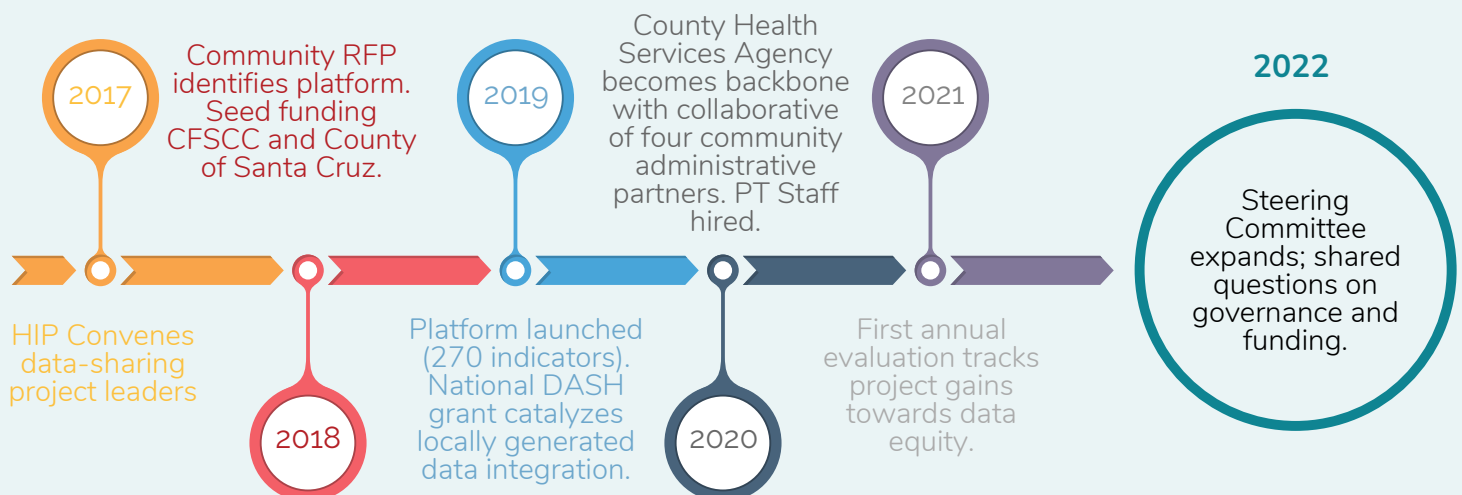 2017
HIP Convenes
data-sharing
project leaders
Community RFP
identifies platform.
Seed funding
CFSCC and County
of Santa Cruz.
2018
2019
Platform launched
(270 indicators).
National DASH
grant catalyzes
locally generated
data integration.
County Health
Services Agency
becomes backbone
with collaborative
of four community
administrative
partners. PT Staff
hired.
2020
2021
First annual
evaluation tracks
project gains
towards data
equity.
2022
Steering
Committee
expands; shared
questions on
governance and
funding.